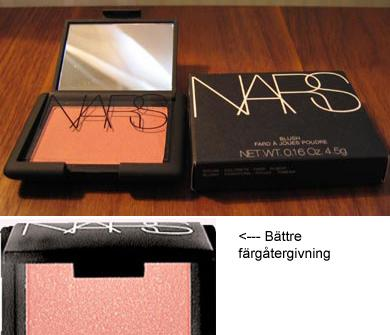 NARS
NARS
BLUSH
FARD À JOUES POUDRE
NET WT. 0.16 Oz. 4.5g
NARS
<--- Bättre
färgåtergivning